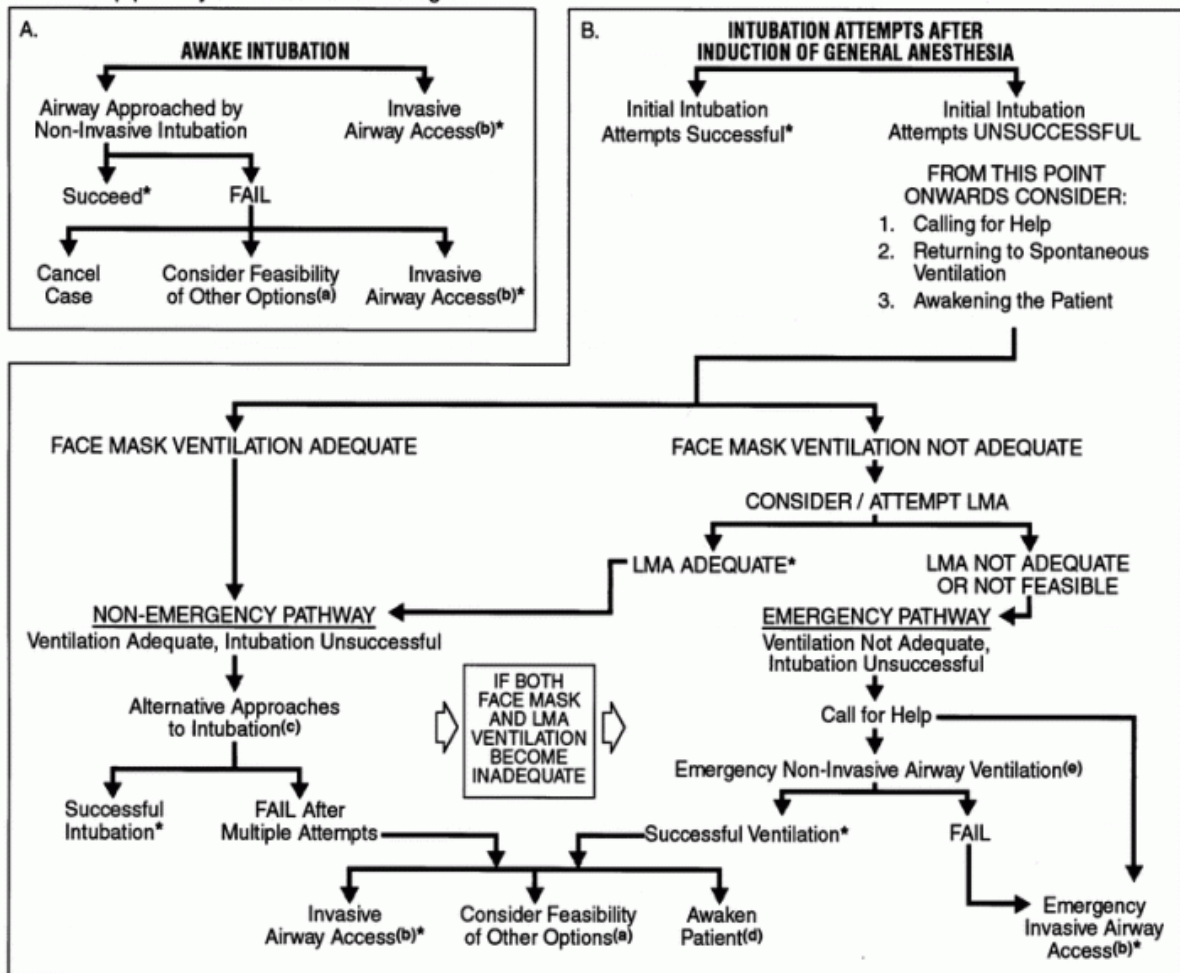 A.
AWAKE INTUBATION
Airway Approached by
Non-Invasive Intubation
Invasive
Airway Access(b)*
Succeed*
FAIL
Cancel
Case
Consider Feasibility
of Other Options(a)
Invasive
Airway Access(b)*
B.
INTUBATION ATTEMPTS AFTER
INDUCTION OF GENERAL ANESTHESIA
Initial Intubation
Attempts Successful*
Initial Intubation
Attempts UNSUCCESSFUL
FROM THIS POINT
ONWARDS CONSIDER:
1. Calling for Help
2. Returning to Spontaneous
Ventilation
3. Awakening the Patient
FACE MASK VENTILATION ADEQUATE
FACE MASK VENTILATION NOT ADEQUATE
CONSIDER / ATTEMPT LMA
LMA ADEQUATE*
LMA NOT ADEQUATE
OR NOT FEASIBLE
NON-EMERGENCY PATHWAY
Ventilation Adequate, Intubation Unsuccessful
EMERGENCY PATHWAY
Ventilation Not Adequate,
Intubation Unsuccessful
Alternative Approaches
to Intubation(c)
IF BOTH
FACE MASK
AND LMA
VENTILATION
BECOME
INADEQUATE
Call for Help
Emergency Non-Invasive Airway Ventilation(e)
Successful
Intubation*
FAIL After
Multiple Attempts
Successful Ventilation*
FAIL
Invasive
Airway Access(b)*
Consider Feasibility
of Other Options(a)
Awaken
Patient(d)
Emergency
Invasive Airway
Access(b)*